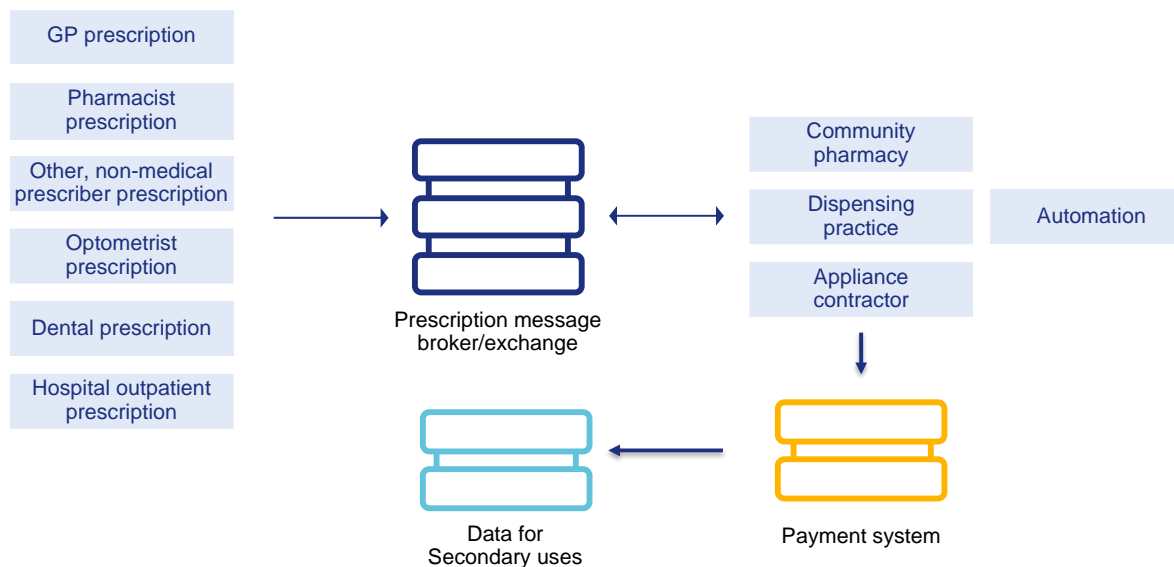 GP prescription
Pharmacist
prescription
Other, non-medical
prescriber prescription
Optometrist
prescription
Dental prescription
Hospital outpatient
prescription
Prescription message
broker/exchange
Community
pharmacy
Dispensing
practice
Automation
Appliance
contractor
Data for
Secondary uses
Payment system